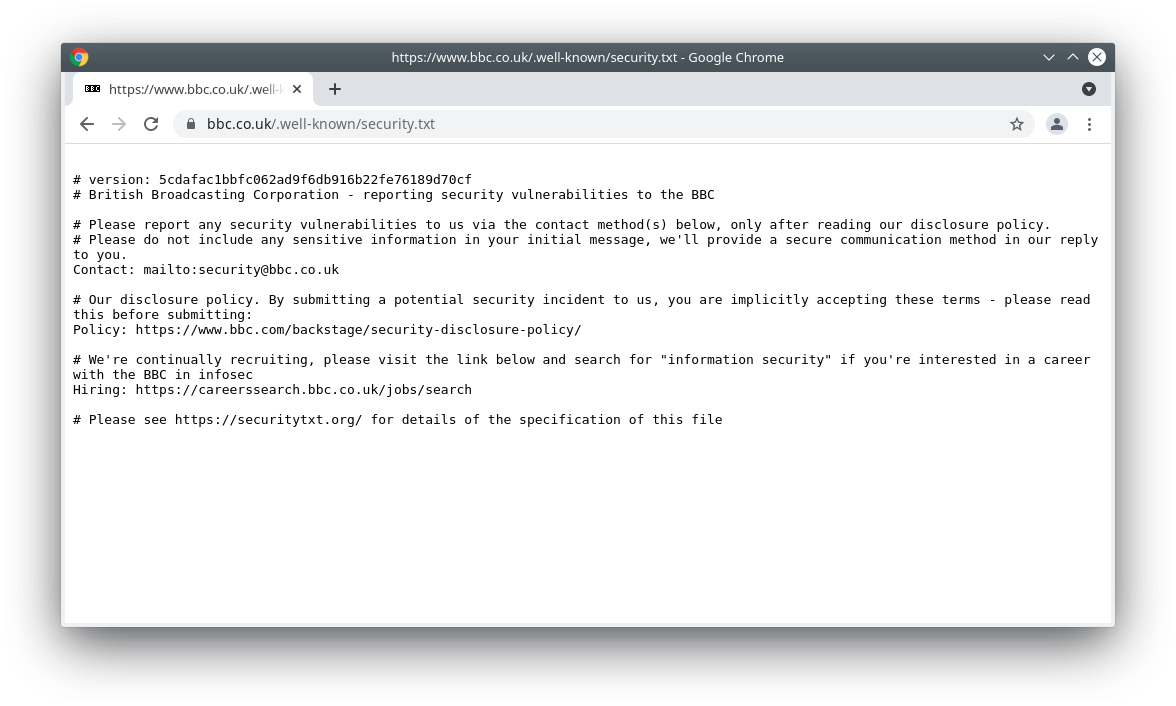 https://www.bbc.co.uk/.well-known/security.txt - Google Chrome
BBC https://www.bbc.co.uk/.well-k
bbc.co.uk/.well-known/security.txt
# version: 5cdafac1bbfc062ad9f6db916b22fe76189d70cf
# British Broadcasting Corporation - reporting security vulnerabilities to the BBC
# Please report any security vulnerabilities to us via the contact method(s) below, only after reading our disclosure policy.
# Please do not include any sensitive information in your initial message, we'll provide a secure communication method in our reply
to you.
Contact: mailto:security@bbc.co.uk
# Our disclosure policy. By submitting a potential security incident to us, you are implicitly accepting these terms - please read
this before submitting:
Policy: https://www.bbc.com/backstage/security-disclosure-policy/
# We're continually recruiting, please visit the link below and search for "information security" if you're interested in a career
with the BBC in infosec
Hiring: https://careerssearch.bbc.co.uk/jobs/search
# Please see https://securitytxt.org/ for details of the specification of this file